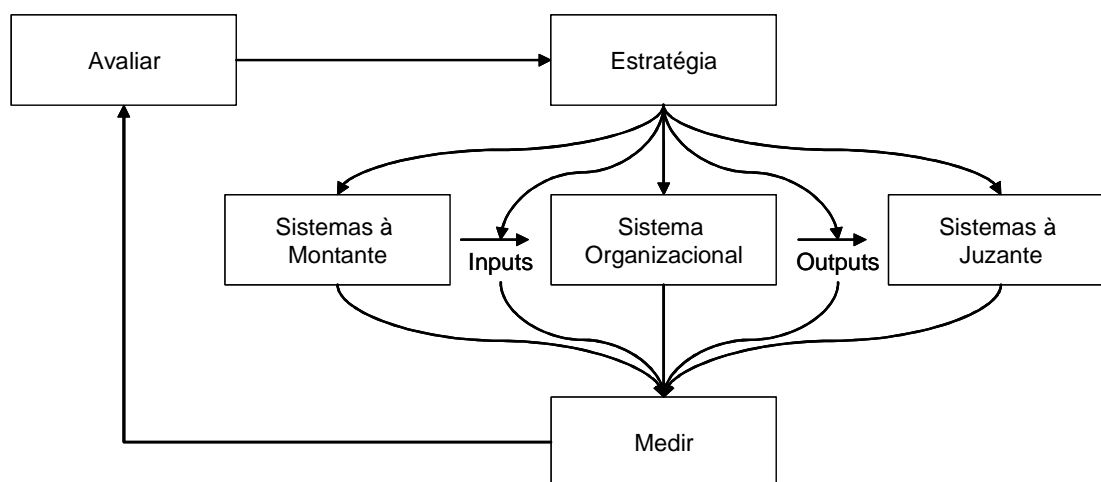 Avaliar
Estratégia
Sistemas à
Montante
Inputs
Sistema
Organizacional
Outputs
Sistemas à
Juzante
Medir